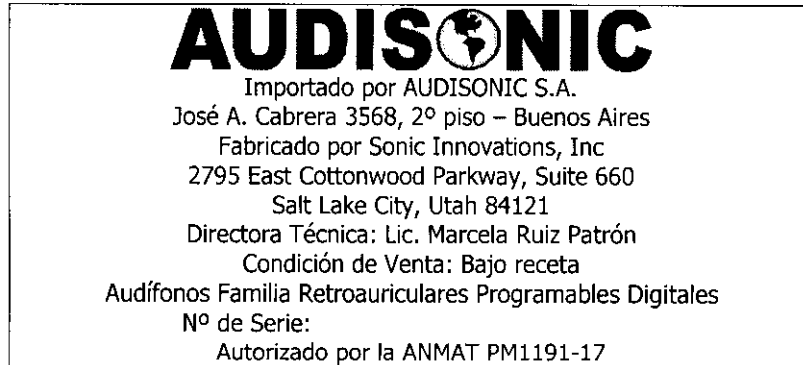 AUDISONIC
Importado por AUDISONIC S.A.
José A. Cabrera 3568, 2º piso – Buenos Aires
Fabricado por Sonic Innovations, Inc
2795 East Cottonwood Parkway, Suite 660
Salt Lake City, Utah 84121
Directora Técnica: Lic. Marcela Ruiz Patrón
Condición de Venta: Bajo receta
Audífonos Familia Retroauriculares Programables Digitales
Nº de Serie:
Autorizado por la ANMAT PM1191-17